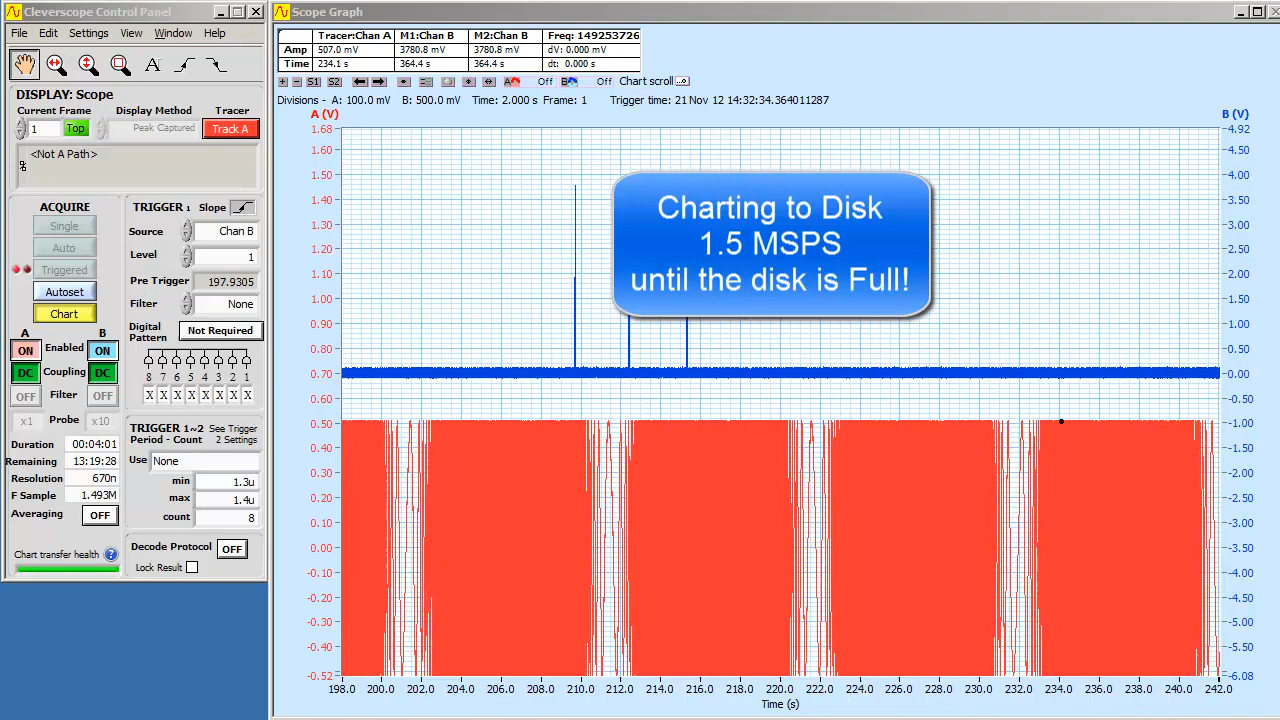 Cleverscope Control Panel
File Edit Settings View Window Help
DISPLAY: Scope
Current Frame Display Method Tracer
1 Top Peak Captured Track A
<Not A Path>
ACQUIRE
Single
Auto
Triggered
Autoset
Chart
A B
ON Enabled ON
DC Coupling DC
OFF Filter OFF
x1 Probe x10
Duration 00:04:01
Remaining 13:19:28
Resolution 670n
F Sample 1.493M
Averaging OFF
Chart transfer health ?
TRIGGER 1 Slope
Source Chan B
Level 1
Pre Trigger 197.9305
Filter None
Digital Pattern Not Required
8 7 6 5 4 3 2 1
X X X X X X X X
TRIGGER 1~2 See Trigger
Period - Count 2 Settings
Use None
min 1.3u
max 1.4u
count 8
Decode Protocol OFF
Lock Result
Scope Graph
Tracer:Chan A M1:Chan B M2:Chan B Freq: 149253726
Amp 507.0 mV 3780.8 mV 3780.8 mV dV: 0.000 mV
Time 234.1 s 364.4 s 364.4 s dt: 0.000 s
S1 S2 A Off B Off Chart scroll
Divisions - A: 100.0 mV B: 500.0 mV Time: 2.000 s Frame: 1 Trigger time: 21 Nov 12 14:32:34.364011287
A (V) B (V)
1.68 4.92
1.60 4.50
1.50 4.00
1.40 3.50
1.30 3.00
1.20 2.50
1.10 2.00
1.00 1.50
0.90 1.00
0.80 0.50
0.70 0.00
0.60 -0.50
0.50 -1.00
0.40 -1.50
0.30 -2.00
0.20 -2.50
0.10 -3.00
0.00 -3.50
-0.10 -4.00
-0.20 -4.50
-0.30 -5.00
-0.40 -5.50
-0.52 -6.08
Charting to Disk
1.5 MSPS
until the disk is Full!
198.0 200.0 202.0 204.0 206.0 208.0 210.0 212.0 214.0 216.0 218.0 220.0 222.0 224.0 226.0 228.0 230.0 232.0 234.0 236.0 238.0 240.0 242.0
Time (s)